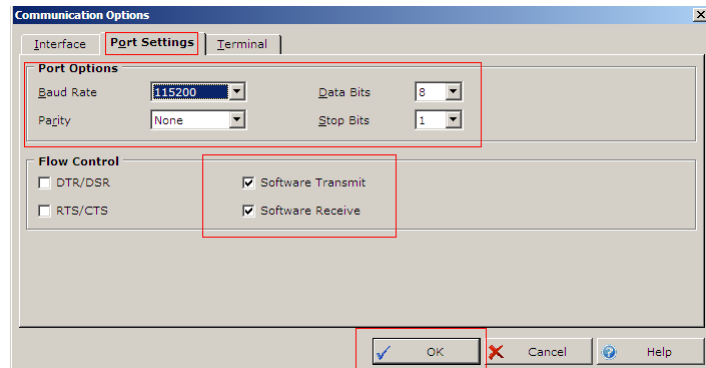 Communication Options
Interface Port Settings Terminal
Port Options
Baud Rate 115200 Data Bits 8
Parity None Stop Bits 1
Flow Control
DTR/DSR Software Transmit
RTS/CTS Software Receive
OK Cancel Help